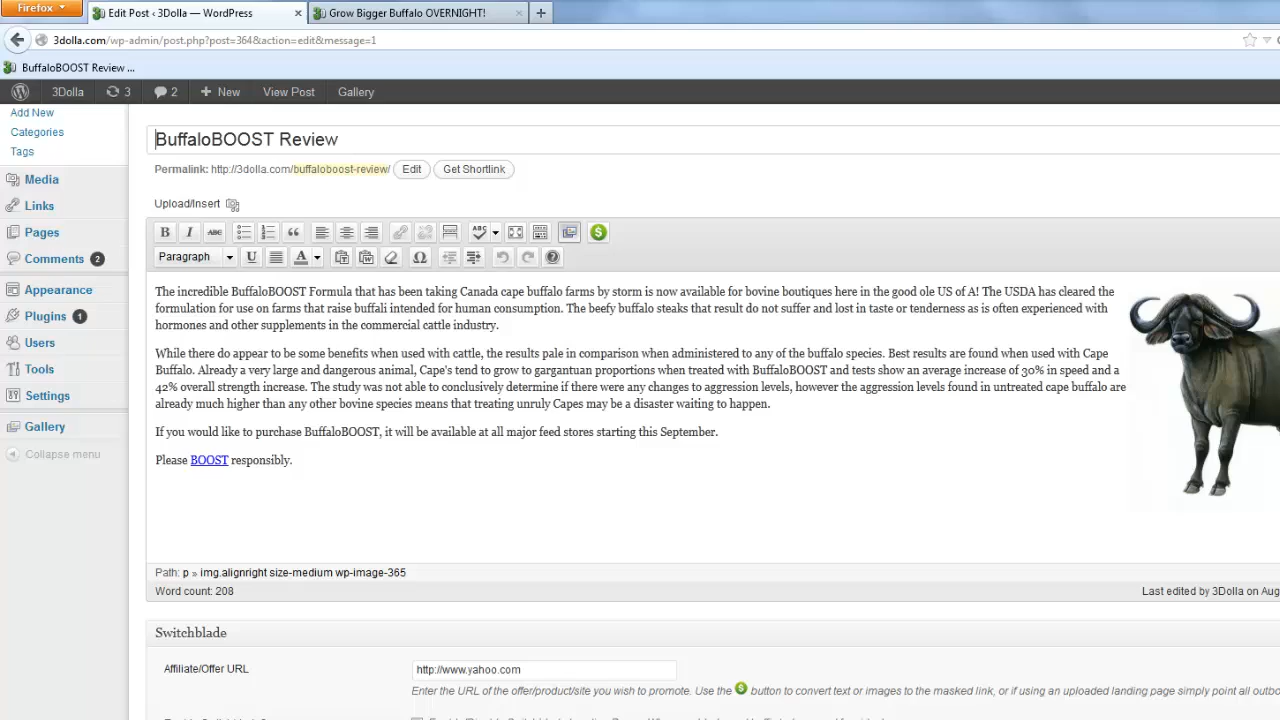 Firefox
Edit Post ‹ 3Dolla — WordPress
Grow Bigger Buffalo OVERNIGHT!
3dolla.com/wp-admin/post.php?post=364&action=edit&message=1
BuffaloBOOST Review ...
3Dolla
3
2
New
View Post
Gallery
Add New
Categories
Tags
Media
Links
Pages
Comments 2
Appearance
Plugins 1
Users
Tools
Settings
Gallery
Collapse menu
BuffaloBOOST Review
Permalink: http://3dolla.com/buffaloboost-review/ Edit Get Shortlink
Upload/Insert
B I ABC ABC
Paragraph U A Ω
The incredible BuffaloBOOST Formula that has been taking Canada cape buffalo farms by storm is now available for bovine boutiques here in the good ole US of A! The USDA has cleared the
formulation for use on farms that raise buffali intended for human consumption. The beefy buffalo steaks that result do not suffer and lost in taste or tenderness as is often experienced with
hormones and other supplements in the commercial cattle industry.
While there do appear to be some benefits when used with cattle, the results pale in comparison when administered to any of the buffalo species. Best results are found when used with Cape
Buffalo. Already a very large and dangerous animal, Cape's tend to grow to gargantuan proportions when treated with BuffaloBOOST and tests show an average increase of 30% in speed and a
42% overall strength increase. The study was not able to conclusively determine if there were any changes to aggression levels, however the aggression levels found in untreated cape buffalo are
already much higher than any other bovine species means that treating unruly Capes may be a disaster waiting to happen.
If you would like to purchase BuffaloBOOST, it will be available at all major feed stores starting this September.
Please BOOST responsibly.
Path: p » img.alignright size-medium wp-image-365
Word count: 208
Last edited by 3Dolla on Aug
Switchblade
Affiliate/Offer URL
http://www.yahoo.com
Enter the URL of the offer/product/site you wish to promote. Use the $ button to convert text or images to the masked link, or if using an uploaded landing page simply point all outbo